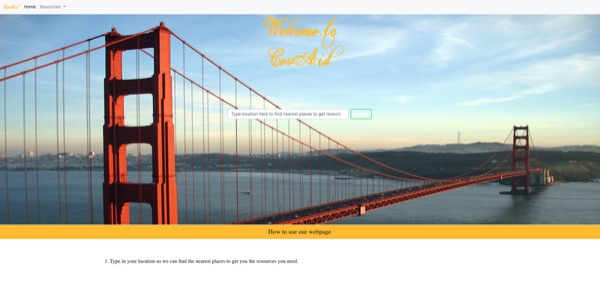 Home Resources
Welcome to
CovAid
Type location here to find nearest places to get resourc
How to use our webpage
1. Type in your location so we can find the nearest places to get you the resources you need.